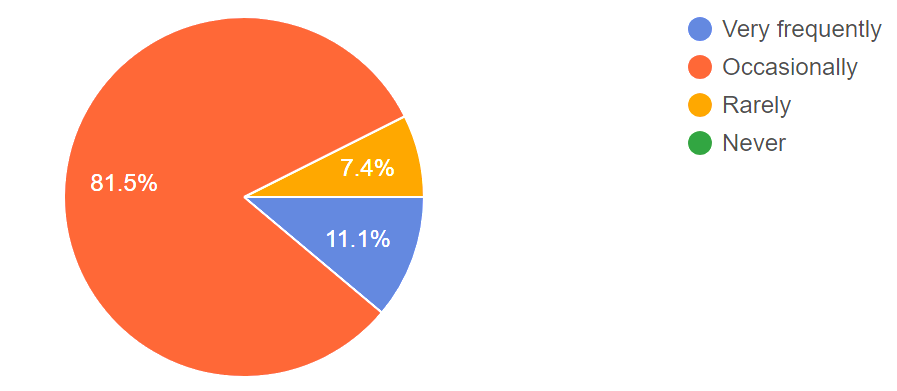 Very frequently
Occasionally
Rarely
Never
81.5%
7.4%
11.1%